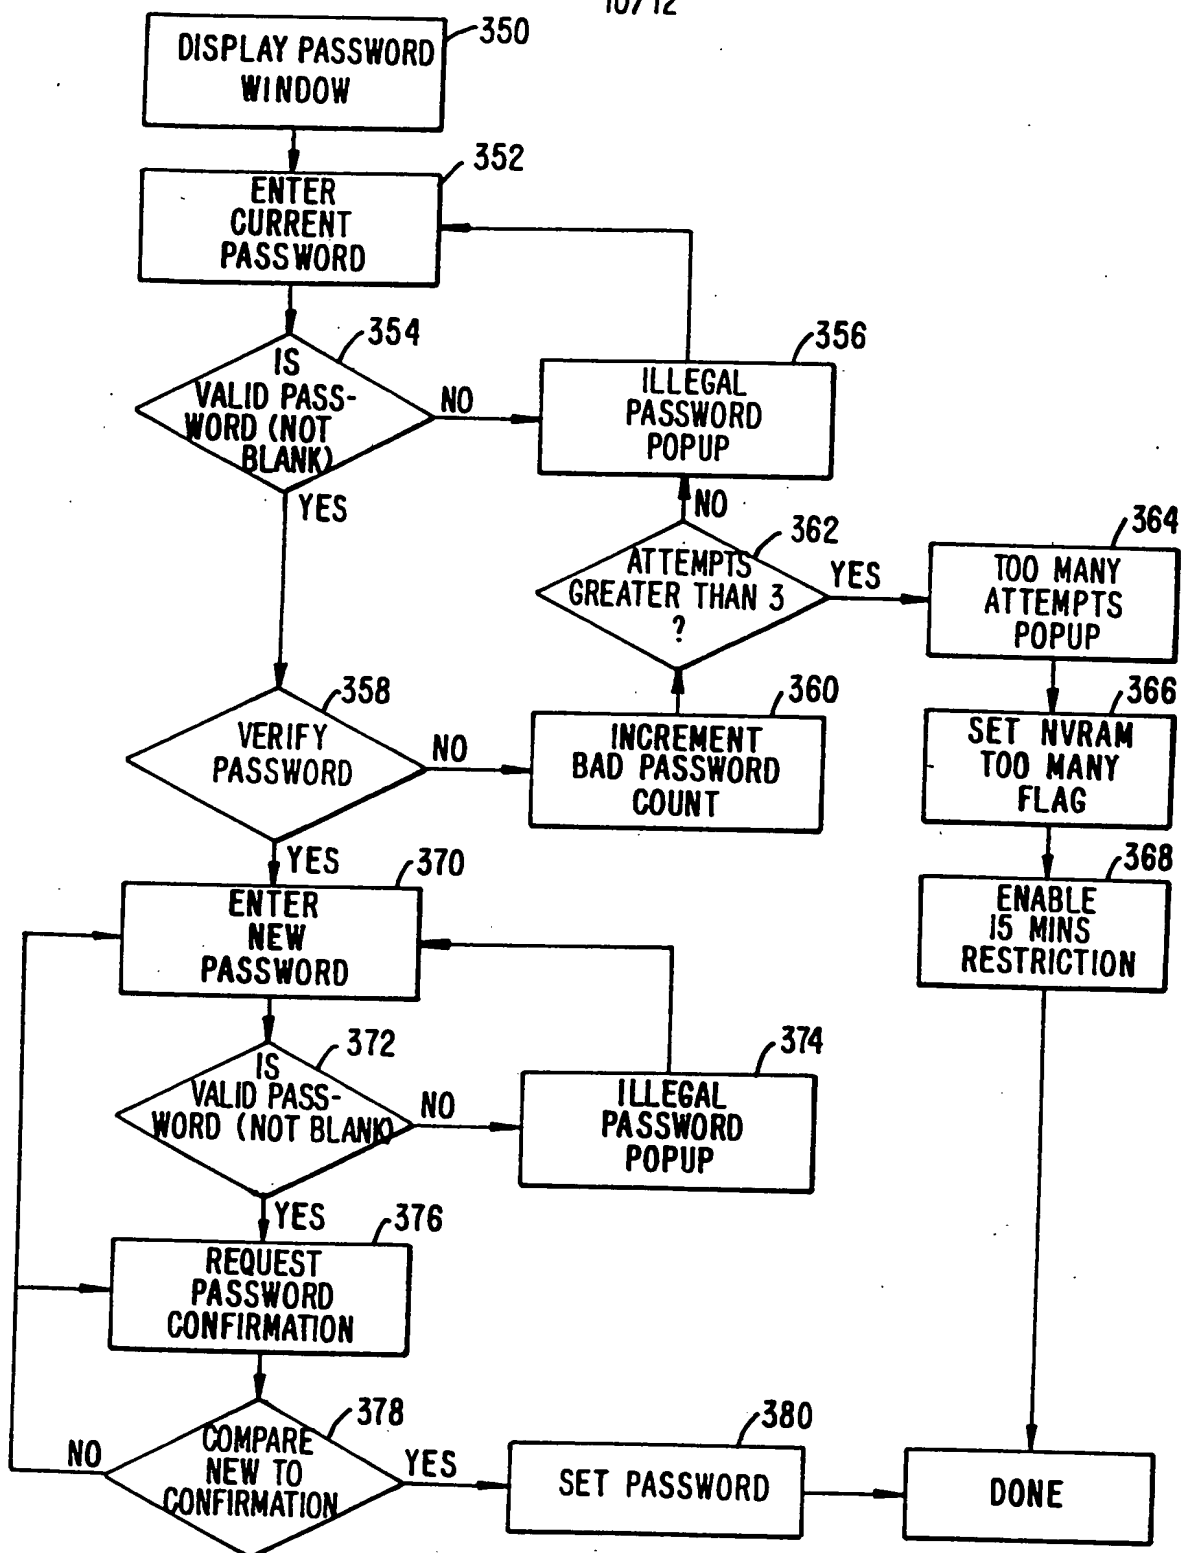 10/12
350
DISPLAY PASSWORD
WINDOW
352
ENTER
CURRENT
PASSWORD
354
IS
VALID PASS-
WORD (NOT
BLANK)
NO
YES
356
ILLEGAL
PASSWORD
POPUP
NO
362
ATTEMPTS
GREATER THAN 3
?
YES
364
TOO MANY
ATTEMPTS
POPUP
358
VERIFY
PASSWORD
NO
YES
360
INCREMENT
BAD PASSWORD
COUNT
366
SET NVRAM
TOO MANY
FLAG
368
ENABLE
15 MINS
RESTRICTION
370
ENTER
NEW
PASSWORD
372
IS
VALID PASS-
WORD (NOT BLANK)
NO
YES
374
ILLEGAL
PASSWORD
POPUP
376
REQUEST
PASSWORD
CONFIRMATION
378
COMPARE
NEW TO
CONFIRMATION
NO
YES
380
SET PASSWORD
DONE